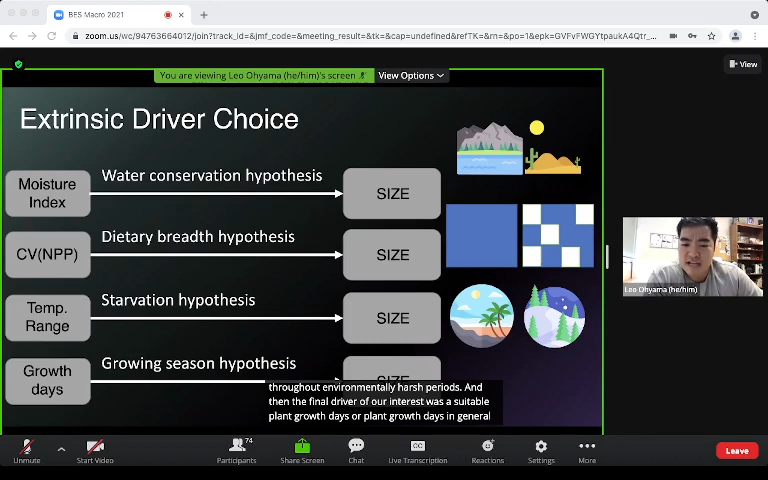 BES Macro 2021
zoom.us/wc/94763664012/join?track_id=&jmf_code=&meeting_result=&tk=&cap=undefined&refTK=&rn=&po=1&epk=GVFvFWGYtpaukA4Qtr_...
You are viewing Leo Ohyama (he/him)'s screen
View Options
View
Extrinsic Driver Choice
Moisture
Index
Water conservation hypothesis
SIZE
CV(NPP)
Dietary breadth hypothesis
SIZE
Temp.
Range
Starvation hypothesis
SIZE
Growth
days
Growing season hypothesis
SIZE
throughout environmentally harsh periods. And
then the final driver of our interest was a suitable
plant growth days or plant growth days in general
Leo Ohyama (he/him)
Unmute
Start Video
74
Participants
Share Screen
Chat
CC
Live Transcription
Reactions
Settings
More
Leave